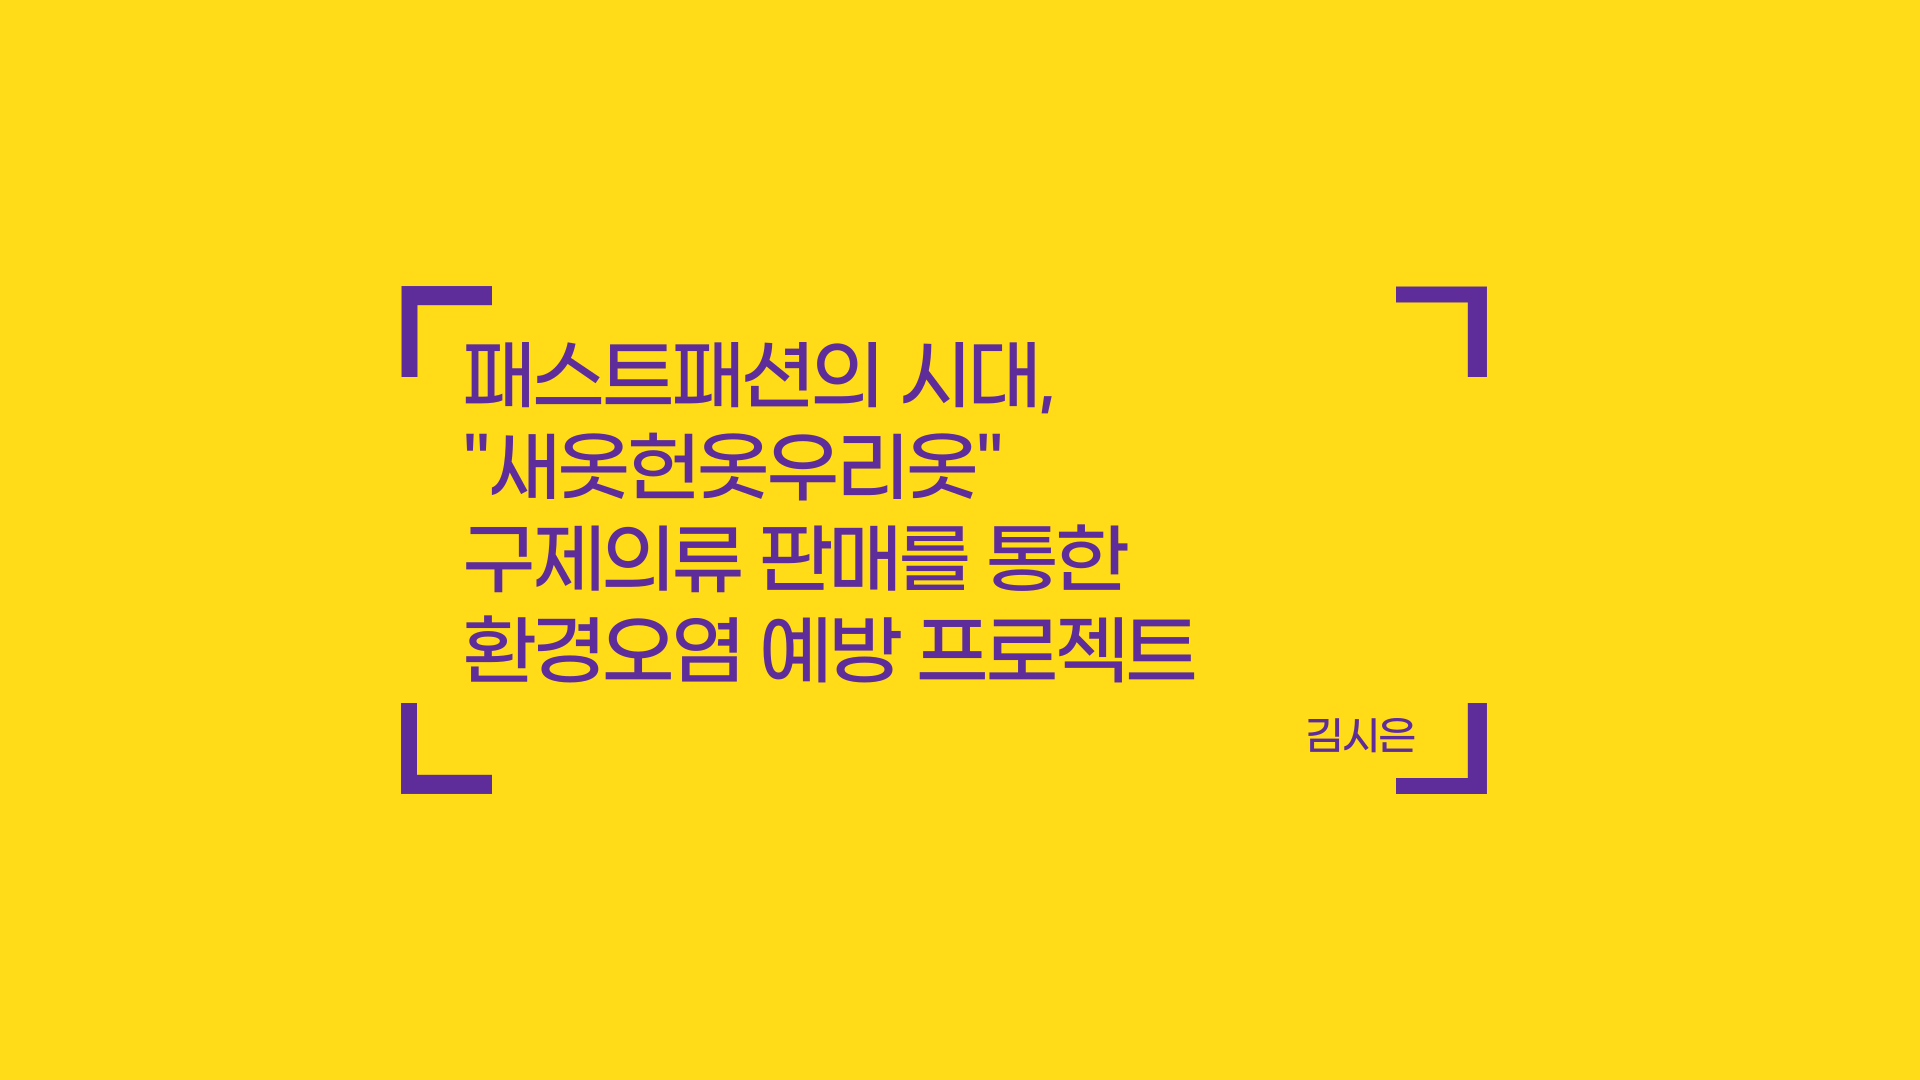 패스트패션의 시대,
"새옷헌옷우리옷"
구제의류 판매를 통한
환경오염 예방 프로젝트
김시은